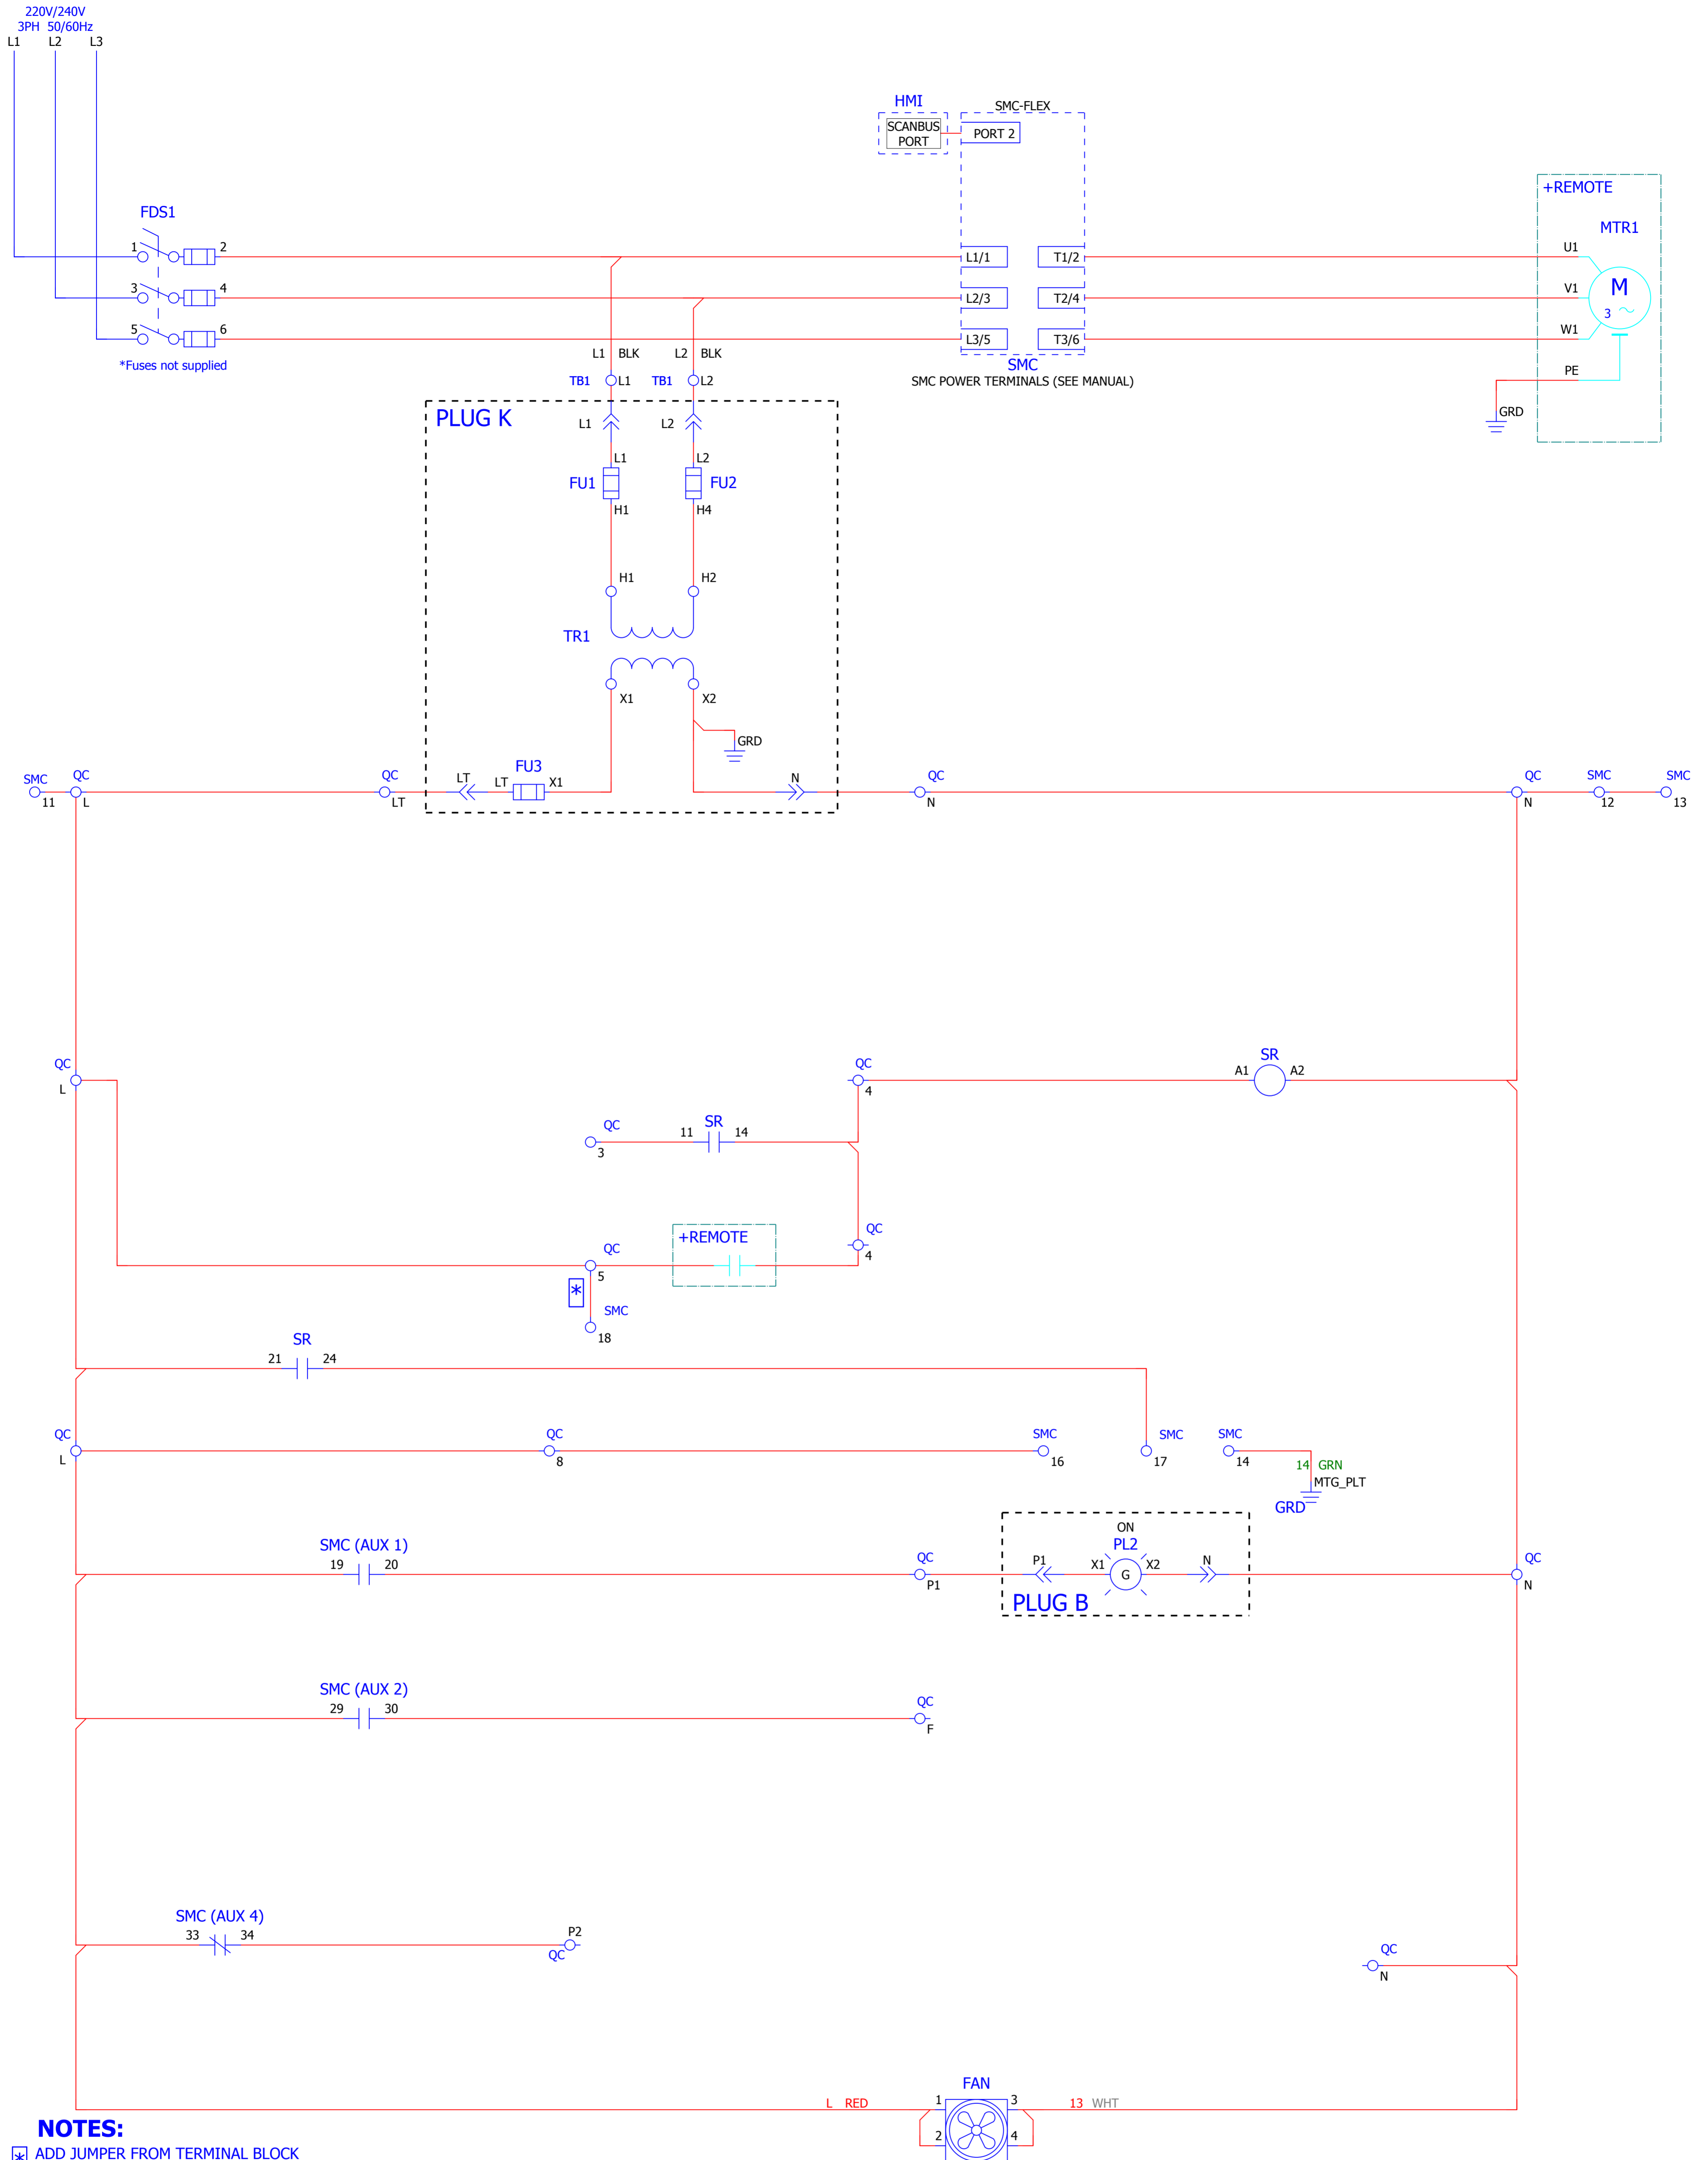 220V/240V
3PH 50/60Hz
L1 L2 L3
HMI
SMC-FLEX
SCANBUS
PORT
PORT 2
+REMOTE
FDS1
MTR1
1 2
L1/1 T1/2
U1
3 4
L2/3 T2/4
V1
M
3
5 6
L3/5 T3/6
W1
*Fuses not supplied
L1 BLK L2 BLK
SMC
SMC POWER TERMINALS (SEE MANUAL)
PE
TB1 L1 TB1 L2
GRD
PLUG K
L1 L2
L1 L2
FU1 FU2
H1 H4
H1 H2
TR1
X1 X2
GRD
SMC QC QC LT LT FU3 X1 N QC QC SMC SMC
11 L LT N N 12 13
QC QC SR
L 4 A1 A2
QC SR
3 11 14
+REMOTE
QC
4
QC
5
*
SMC
18
SR
21 24
QC QC SMC SMC SMC
L 8 16 17 14
14 GRN
MTG_PLT
GRD
ON
SMC (AUX 1)
PL2
19 20
QC P1 X1 G X2 N QC
P1 N
PLUG B
SMC (AUX 2)
29 30
QC
F
SMC (AUX 4)
33 34
P2
QC
QC
N
FAN
L RED 1 3 13 WHT
2 4
NOTES:
* ADD JUMPER FROM TERMINAL BLOCK